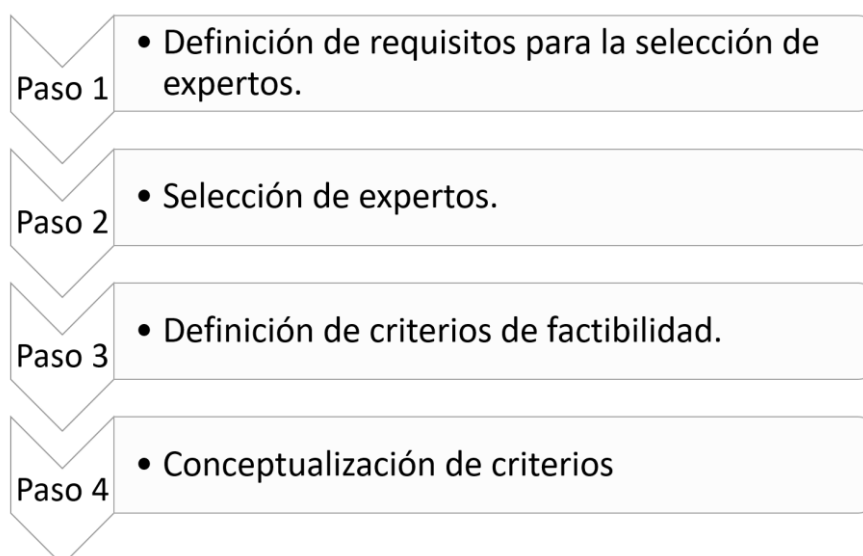 Paso 1
• Definición de requisitos para la selección de
expertos.
Paso 2
• Selección de expertos.
Paso 3
• Definición de criterios de factibilidad.
Paso 4
• Conceptualización de criterios